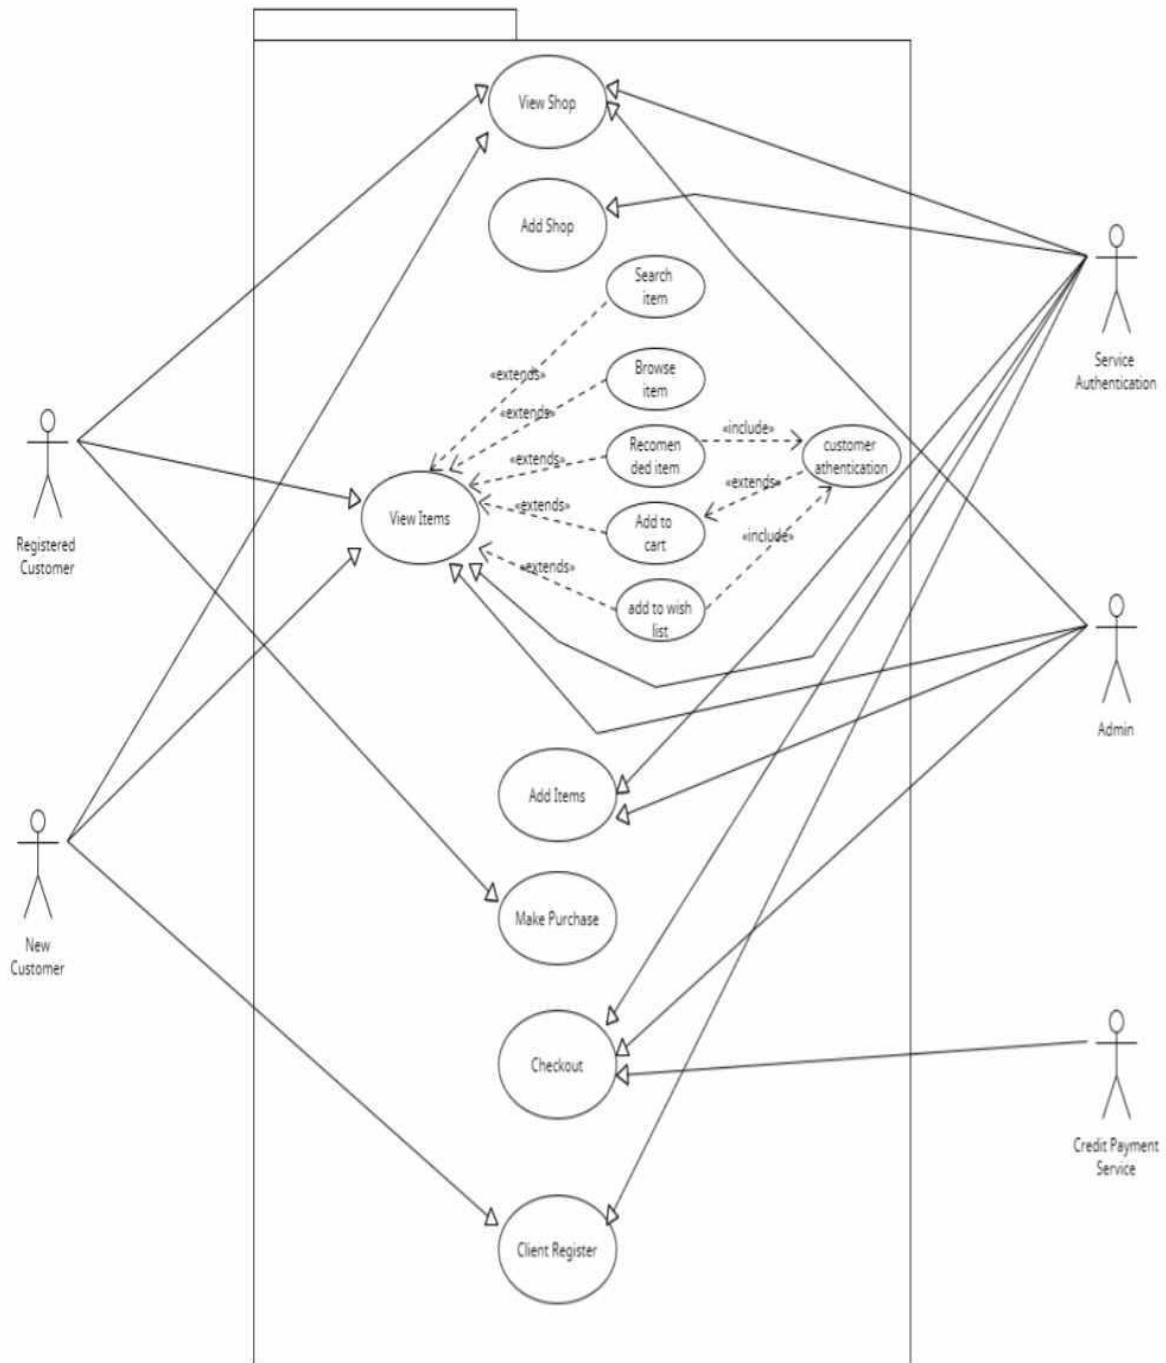 View Shop
Add Shop
Search
item
Service
Authentication
«extends»
Browse
item
«extends»
Recomen
ded item
«include»
customer
athentication
«extends»
«extends»
View Items
«extends»
Add to
cart
«include»
Registered
Customer
«extends»
add to wish
list
Admin
Add Items
Make Purchase
New
Customer
Checkout
Credit Payment
Service
Client Register